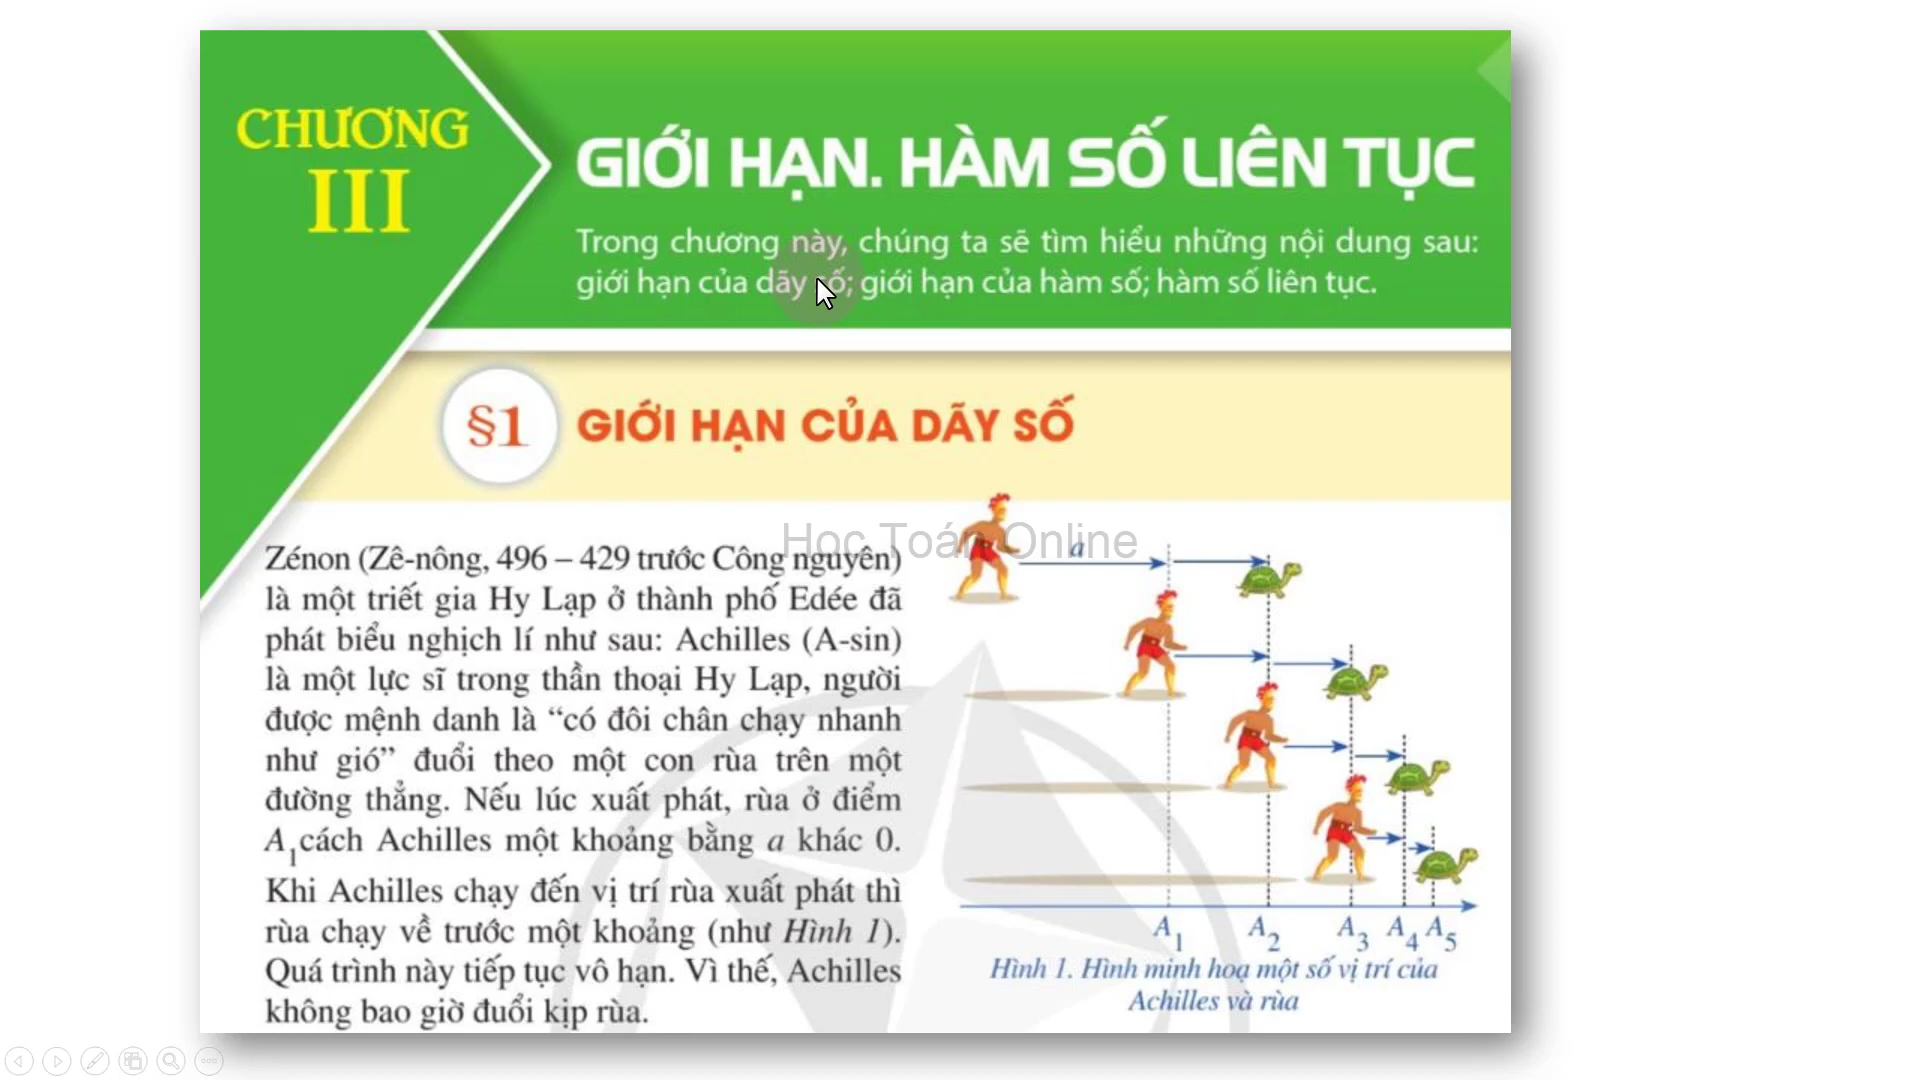 CHƯƠNG
III
GIỚI HẠN. HÀM SỐ LIÊN TỤC
Trong chương này, chúng ta sẽ tìm hiểu những nội dung sau:
giới hạn của dãy số; giới hạn của hàm số; hàm số liên tục.
§1
GIỚI HẠN CỦA DÃY SỐ
Học Toán Online
Zénon (Zê-nông, 496 – 429 trước Công nguyên)
là một triết gia Hy Lạp ở thành phố Edée đã
phát biểu nghịch lí như sau: Achilles (A-sin)
là một lực sĩ trong thần thoại Hy Lạp, người
được mệnh danh là “có đôi chân chạy nhanh
như gió” đuổi theo một con rùa trên một
đường thẳng. Nếu lúc xuất phát, rùa ở điểm
A₁cách Achilles một khoảng bằng a khác 0.
Khi Achilles chạy đến vị trí rùa xuất phát thì
rùa chạy về trước một khoảng (như Hình 1).
Quá trình này tiếp tục vô hạn. Vì thế, Achilles
không bao giờ đuổi kịp rùa.
a
A₁ A₂ A₃ A₄ A₅
Hình 1. Hình minh hoạ một số vị trí của
Achilles và rùa